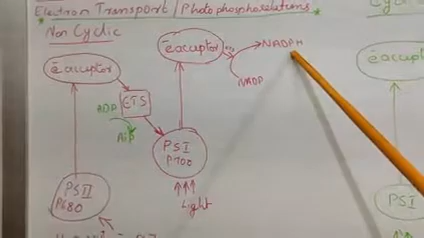 Electron Transport/Photophosphorylations
Non Cyclic
ē acceptor
ē acceptor
NADPH
NADP
ADP
ETS
ATP
PS I
P700
PS II
P680
Light
ē acceptor
PS I